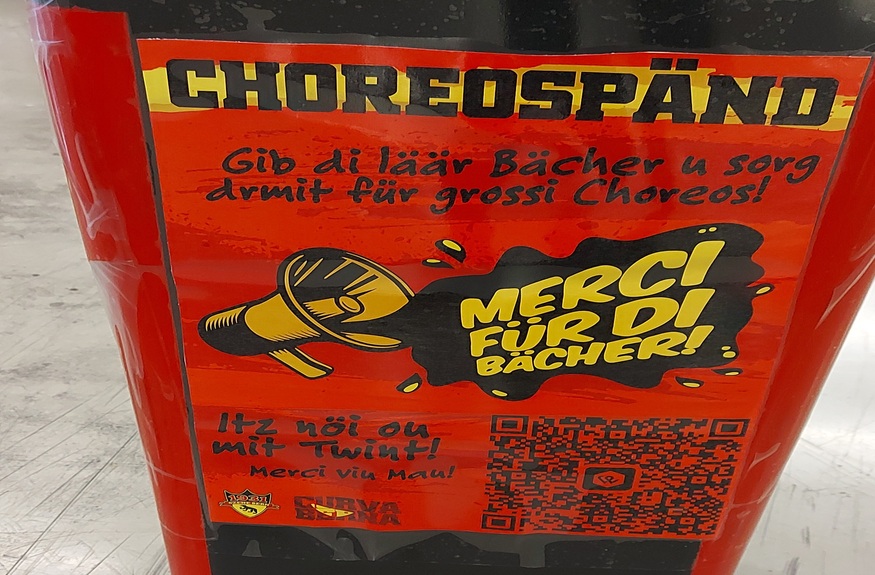 CHOREOSPÄND
Gib di läär Bächer u sorg
drmit für grossi Choreos!
MERCI
FÜR DI
BÄCHER!
Itz nöi ou
mit Twint!
Merci viu Mau!
CURVA
BERNA